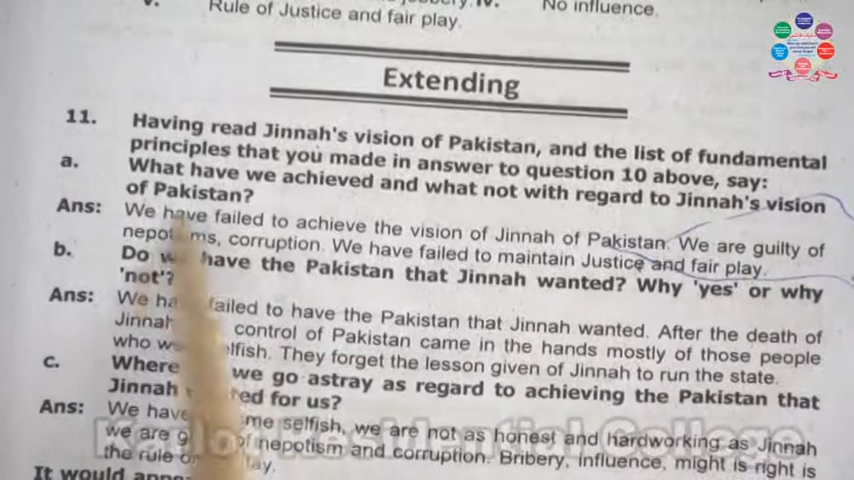 v. Rule of Justice and fair play. iv. No influence.
Extending
11. Having read Jinnah's vision of Pakistan, and the list of fundamental
principles that you made in answer to question 10 above, say:
a. What have we achieved and what not with regard to Jinnah's vision
of Pakistan?
Ans: We have failed to achieve the vision of Jinnah of Pakistan. We are guilty of
corruption. We have failed to maintain Justice and fair play.
b. Do have the Pakistan that Jinnah wanted? Why 'yes' or why
'not'?
Ans: We failed to have the Pakistan that Jinnah wanted. After the death of
Jinnah control of Pakistan came in the hands mostly of those people
who They forget the lesson given of Jinnah to run the state.
c. Where we go astray as regard to achieving the Pakistan that
Jinnah for us?
Ans: We have selfish, we are not as honest and hardworking as Jinnah
we are of nepotism and corruption. Bribery, influence, might is right is
the rule
It would
Residential College